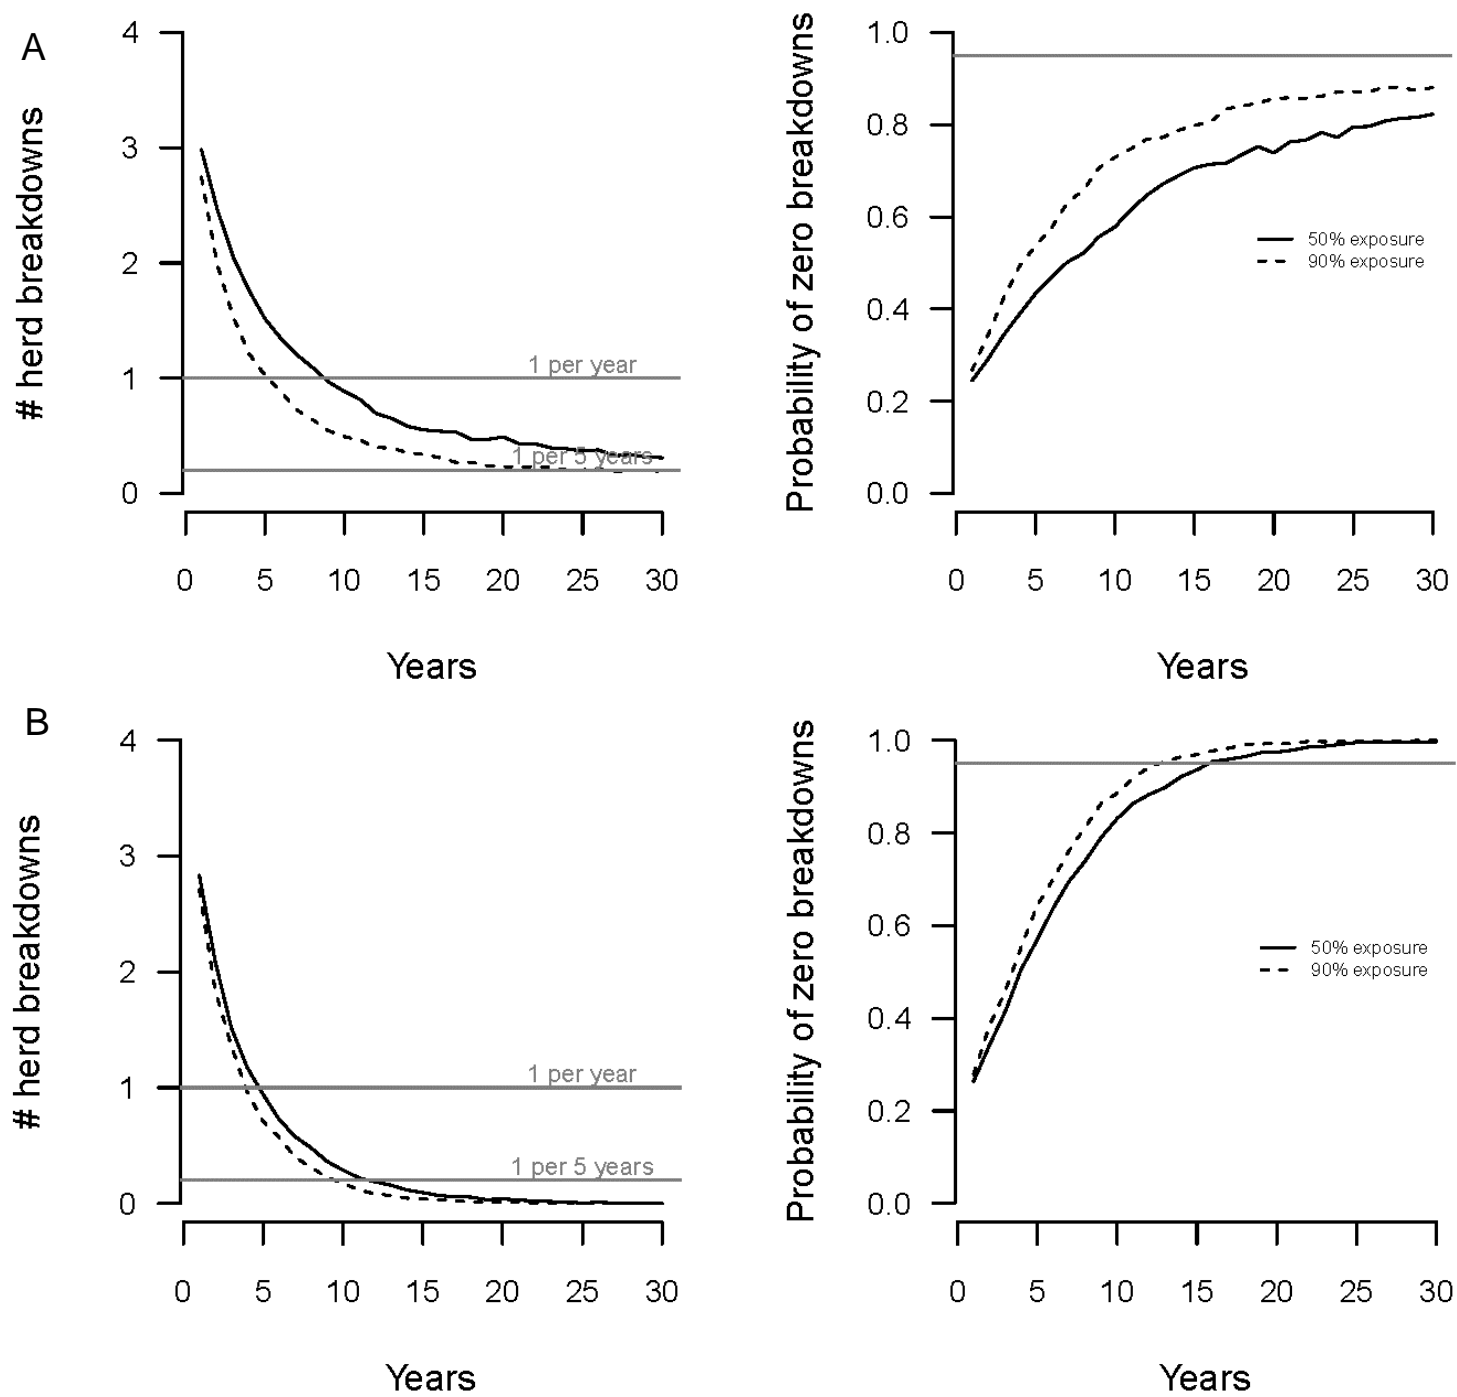 A
# herd breakdowns
4
3
2
1
0
1 per year
1 per 5 years
0 5 10 15 20 25 30
Years
Probability of zero breakdowns
1.0
0.8
0.6
0.4
0.2
0.0
50% exposure
90% exposure
0 5 10 15 20 25 30
Years
B
# herd breakdowns
4
3
2
1
0
1 per year
1 per 5 years
0 5 10 15 20 25 30
Years
Probability of zero breakdowns
1.0
0.8
0.6
0.4
0.2
0.0
50% exposure
90% exposure
0 5 10 15 20 25 30
Years